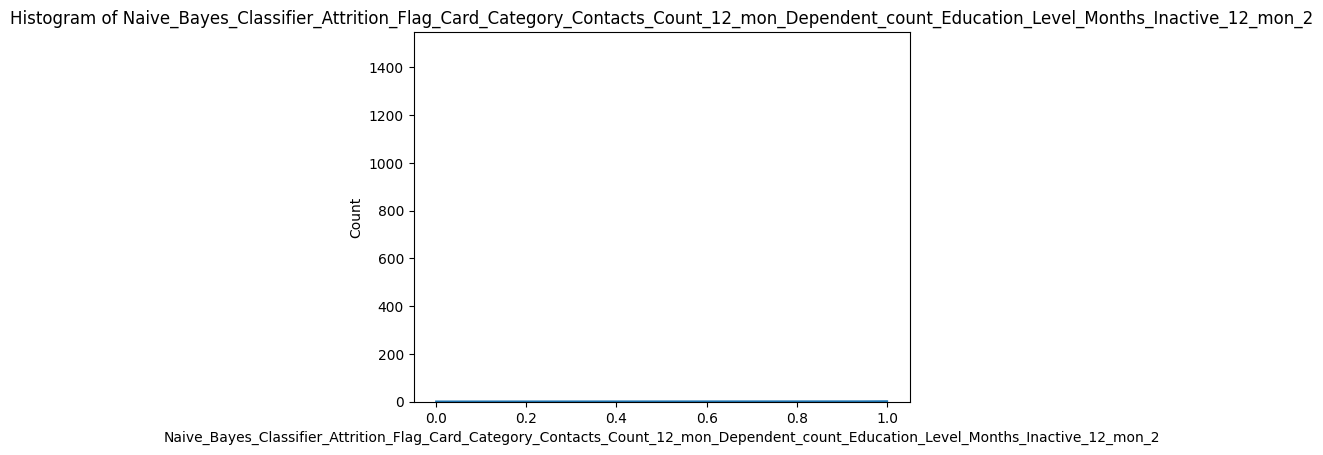 Histogram of Naive_Bayes_Classifier_Attrition_Flag_Card_Category_Contacts_Count_12_mon_Dependent_count_Education_Level_Months_Inactive_12_mon_2
1400
1200
1000
800
600
400
200
0
Count
0.0 0.2 0.4 0.6 0.8 1.0
Naive_Bayes_Classifier_Attrition_Flag_Card_Category_Contacts_Count_12_mon_Dependent_count_Education_Level_Months_Inactive_12_mon_2